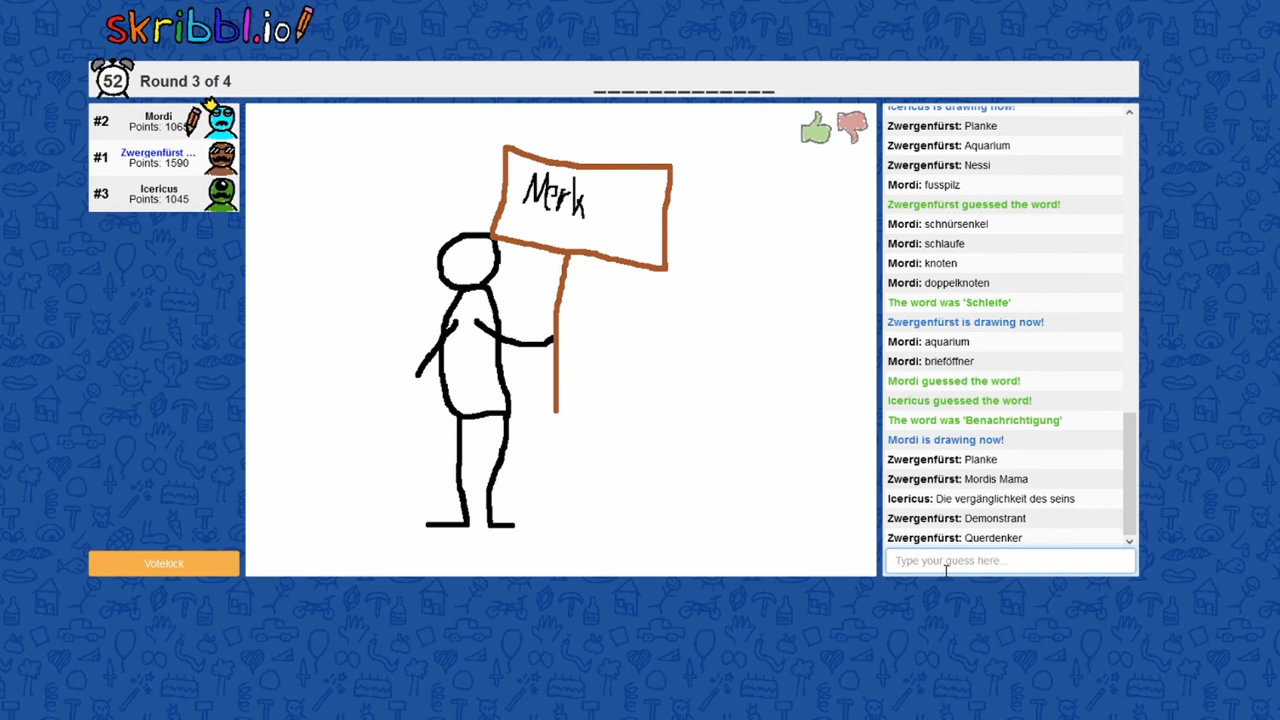 skribbl.io
52
Round 3 of 4
_____________
#2
Mordi
Points: 1065
#1
Zwergenfürst ...
Points: 1590
#3
Icericus
Points: 1045
Votekick
Merk
Icericus is drawing now!
Zwergenfürst: Planke
Zwergenfürst: Aquarium
Zwergenfürst: Nessi
Mordi: fusspilz
Zwergenfürst guessed the word!
Mordi: schnürsenkel
Mordi: schlaufe
Mordi: knoten
Mordi: doppelknoten
The word was 'Schleife'
Zwergenfürst is drawing now!
Mordi: aquarium
Mordi: brieföffner
Mordi guessed the word!
Icericus guessed the word!
The word was 'Benachrichtigung'
Mordi is drawing now!
Zwergenfürst: Planke
Zwergenfürst: Mordis Mama
Icericus: Die vergänglichkeit des seins
Zwergenfürst: Demonstrant
Zwergenfürst: Querdenker
Type your guess here...